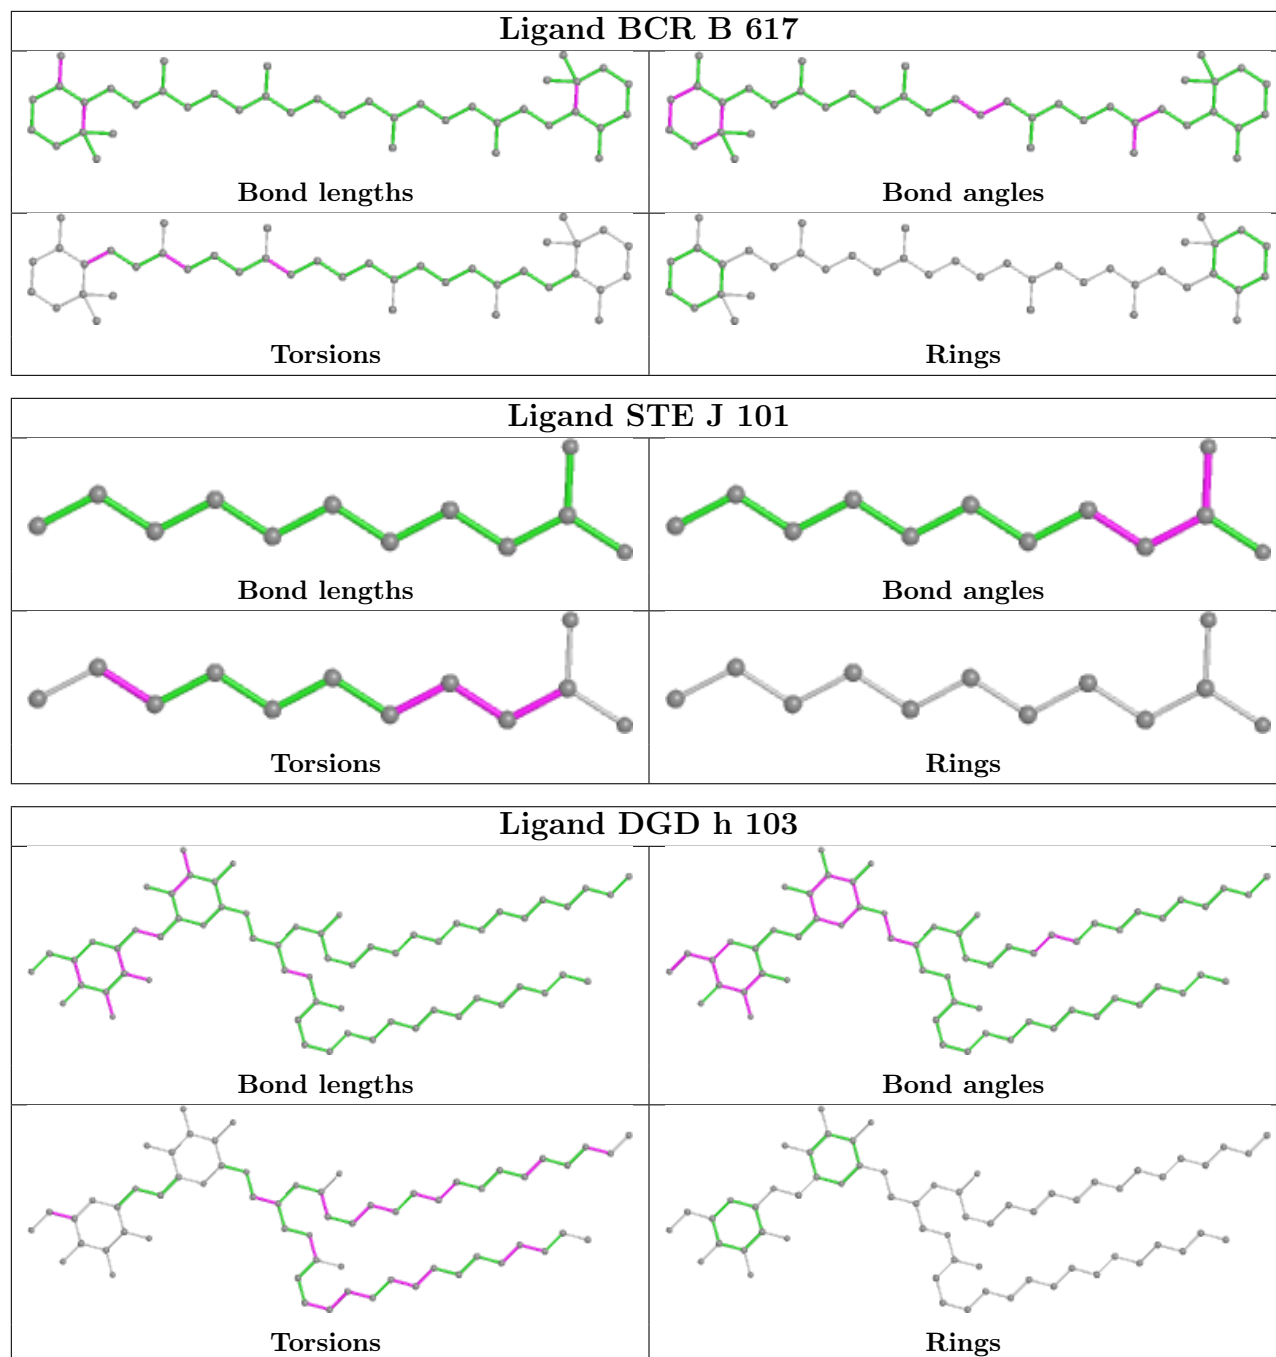 Ligand BCR B 617
Bond lengths
Bond angles
Torsions
Rings
Ligand STE J 101
Bond lengths
Bond angles
Torsions
Rings
Ligand DGD h 103
Bond lengths
Bond angles
Torsions
Rings